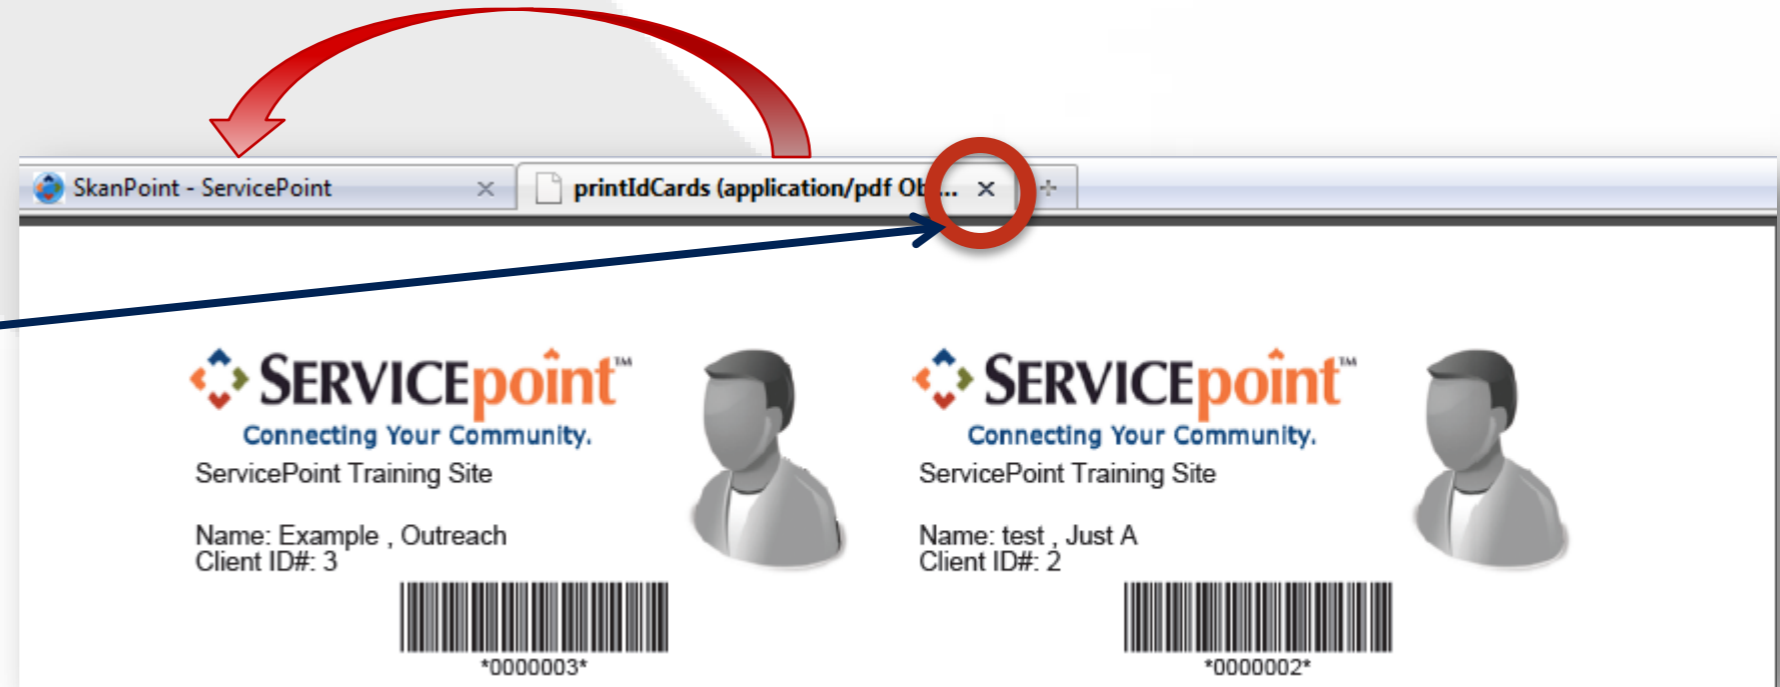 SkanPoint - ServicePoint
printIdCards (application/pdf Ob... 
SERVICEpoint™ SERVICEpoint™
Connecting Your Community. Connecting Your Community.
ServicePoint Training Site ServicePoint Training Site
Name: Example , Outreach Name: test , Just A
Client ID#: 3 Client ID#: 2
*0000003* *0000002*